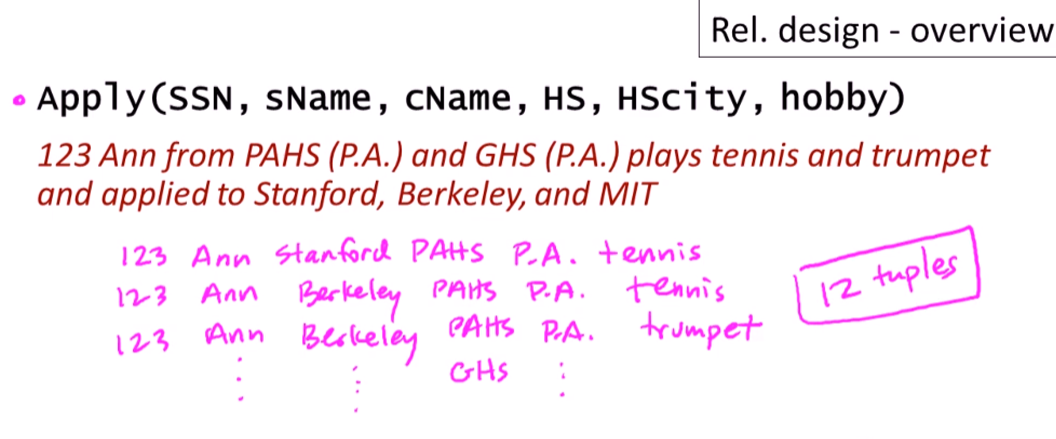 Rel. design - overview
• Apply(SSN, sName, cName, HS, HScity, hobby)
123 Ann from PAHS (P.A.) and GHS (P.A.) plays tennis and trumpet
and applied to Stanford, Berkeley, and MIT
123 Ann Stanford PAHS P.A. tennis
123 Ann Berkeley PAHS P.A. tennis
123 Ann Berkeley PAHS P.A. trumpet
GHS
12 tuples